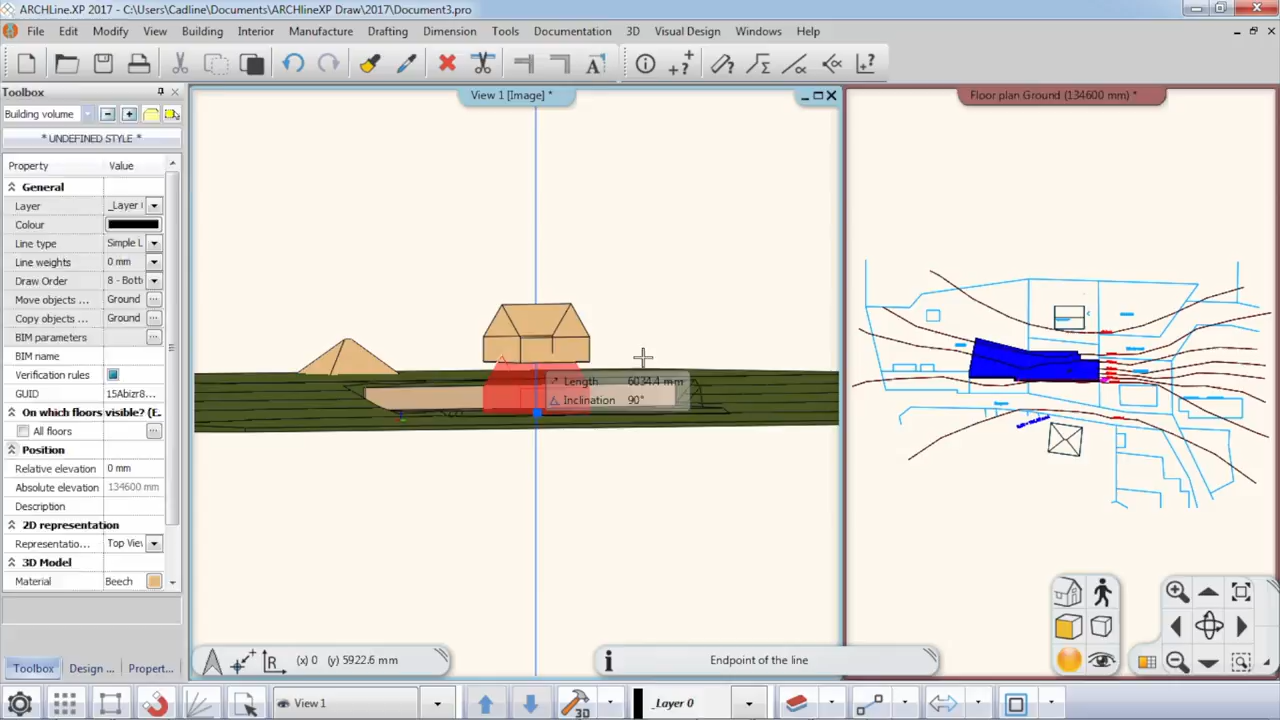 ARCHLine.XP 2017 - C:\Users\Cadline\Documents\ARCHlineXP Draw\2017\Document3.pro
File Edit Modify View Building Interior Manufacture Drafting Dimension Tools Documentation 3D Visual Design Windows Help
Toolbox
Building volume
* UNDEFINED STYLE *
Property Value
General
Layer _Layer
Colour
Line type Simple L
Line weights 0 mm
Draw Order 8 - Bott
Move objects ... Ground
Copy objects ... Ground
BIM parameters
BIM name
Verification rules
GUID 15Abizr8...
On which floors visible? (E...
All floors
Position
Relative elevation 0 mm
Absolute elevation 134600 mm
Description
2D representation
Representatio... Top Vie
3D Model
Material Beech
Toolbox Design ... Propert...
View 1 [Image] *
Length 6034.4 mm
Inclination 90°
(x) 0 (y) 5922.6 mm
Endpoint of the line
Floor plan Ground (134600 mm) *
View 1
3D
_Layer 0